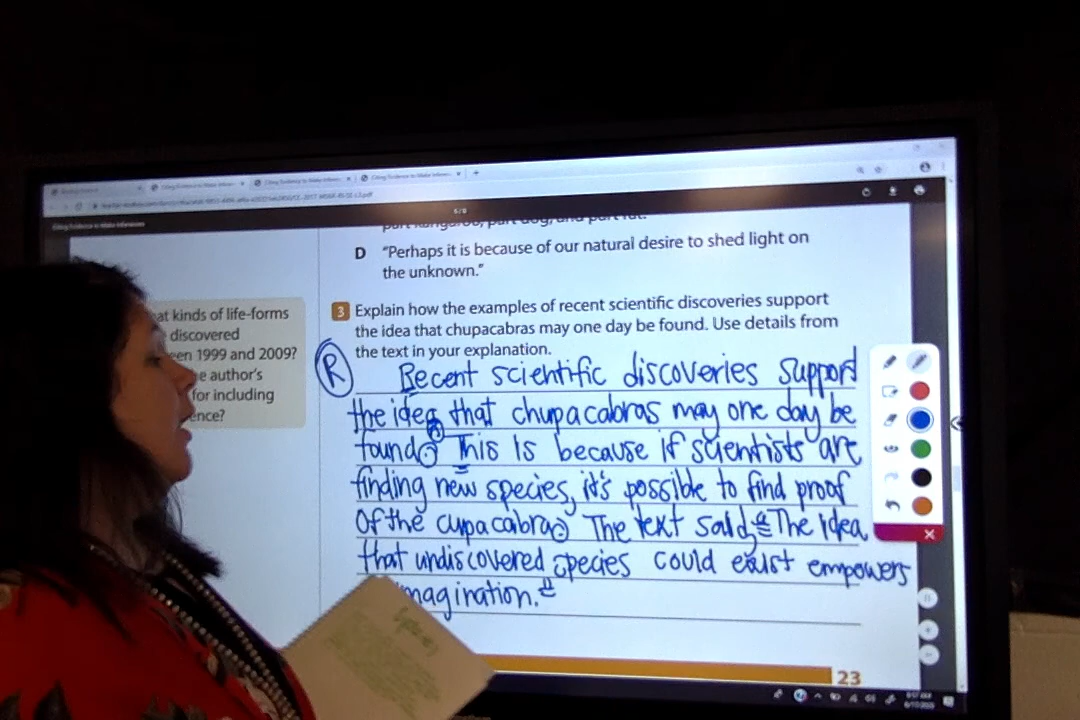 part kangaroo, part dog, and part rat."
D "Perhaps it is because of our natural desire to shed light on
the unknown."
at kinds of life-forms
discovered
een 1999 and 2009?
e author's
for including
ence?
3 Explain how the examples of recent scientific discoveries support
the idea that chupacabras may one day be found. Use details from
the text in your explanation.
R Recent scientific discoveries support
the idea that chupacabras may one day be
found. This is because if scientists are
finding new species, it's possible to find proof
Of the cupacabra. The text said, "The idea
that undiscovered species could exist empowers
magination."
23